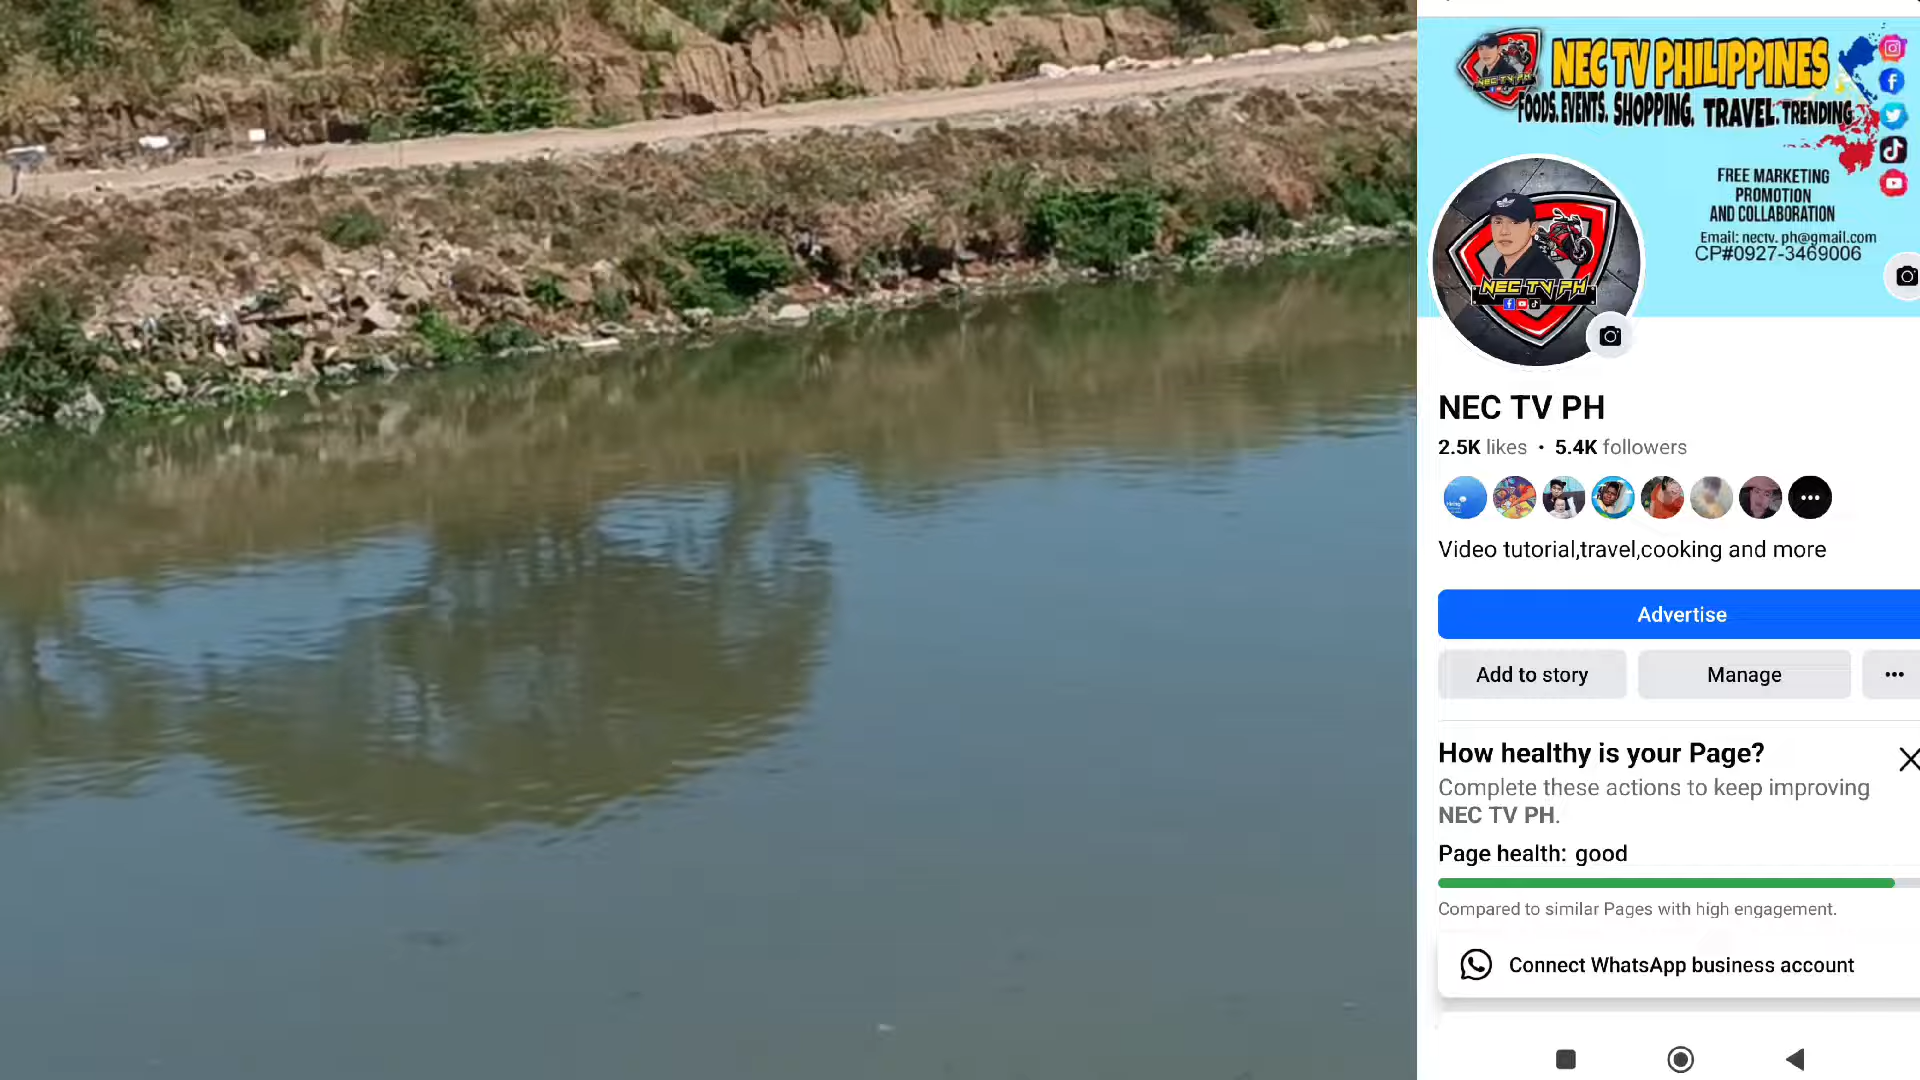 NEC TV PHILIPPINES
FOODS. EVENTS. SHOPPING. TRAVEL. TRENDING
FREE MARKETING
PROMOTION
AND COLLABORATION
Email: nectv.ph@gmail.com
CP#0927-3469006
NEC TV PH
NEC TV PH
2.5K likes • 5.4K followers
Video tutorial,travel,cooking and more
Advertise
Add to story
Manage
How healthy is your Page?
Complete these actions to keep improving
NEC TV PH.
Page health: good
Compared to similar Pages with high engagement.
Connect WhatsApp business account